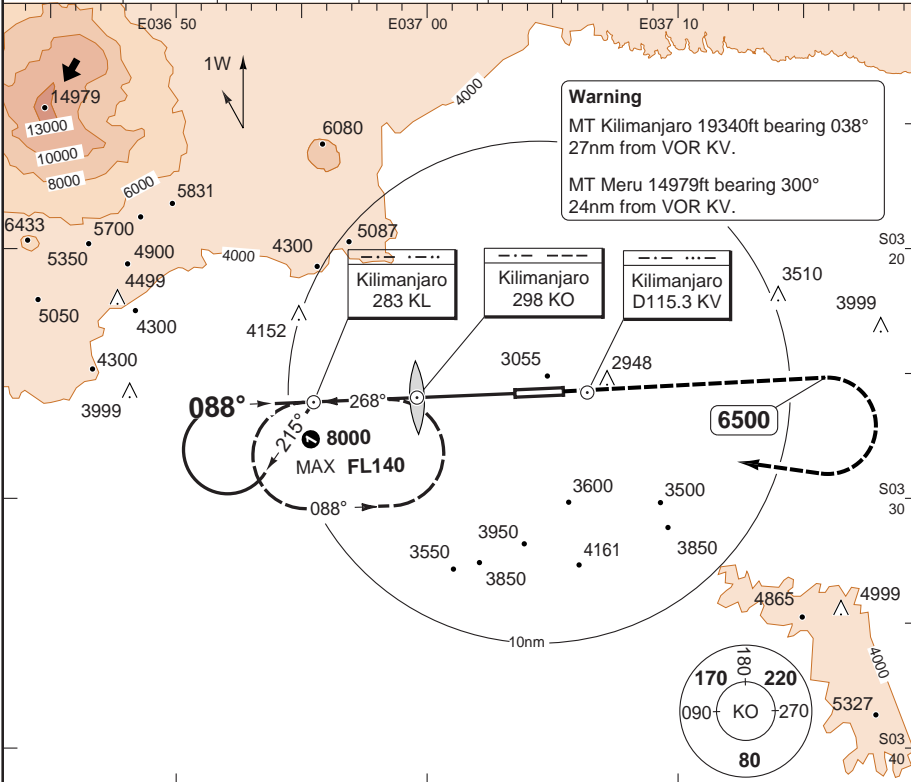 E036 50
E037 00
E037 10
1W
14979
13000
10000
8000
6000
5831
6433
5700
5350
4900
4499
5050
4300
4300
3999
6080
4000
4000
4300
5087
4152
Warning
MT Kilimanjaro 19340ft bearing 038°
27nm from VOR KV.
MT Meru 14979ft bearing 300°
24nm from VOR KV.
S03
20
Kilimanjaro
283 KL
Kilimanjaro
298 KO
Kilimanjaro
D115.3 KV
3510
3999
3055
2948
088°
268°
215°
1 8000
MAX FL140
088°
6500
S03
30
3600
3500
3950
3850
3550
3850
4161
10nm
4865
4999
4000
5327
180
170
220
090
KO
270
80
S03
40